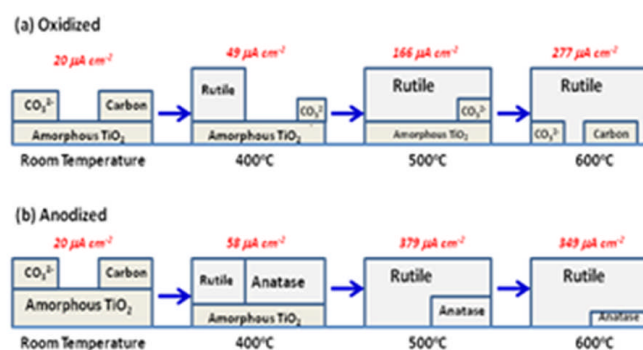 (a) Oxidized
20 μA cm⁻² 49 μA cm⁻² 166 μA cm⁻² 277 μA cm⁻²
Rutile Rutile Rutile
CO₃²⁻ Carbon CO₃²⁻ CO₃²⁻ CO₃²⁻ Carbon
Amorphous TiO₂ Amorphous TiO₂ Amorphous TiO₂
Room Temperature 400°C 500°C 600°C
(b) Anodized
20 μA cm⁻² 58 μA cm⁻² 379 μA cm⁻² 349 μA cm⁻²
CO₃²⁻ Carbon Rutile Anatase Rutile Rutile
Amorphous TiO₂ Amorphous TiO₂ Anatase Anatase
Room Temperature 400°C 500°C 600°C